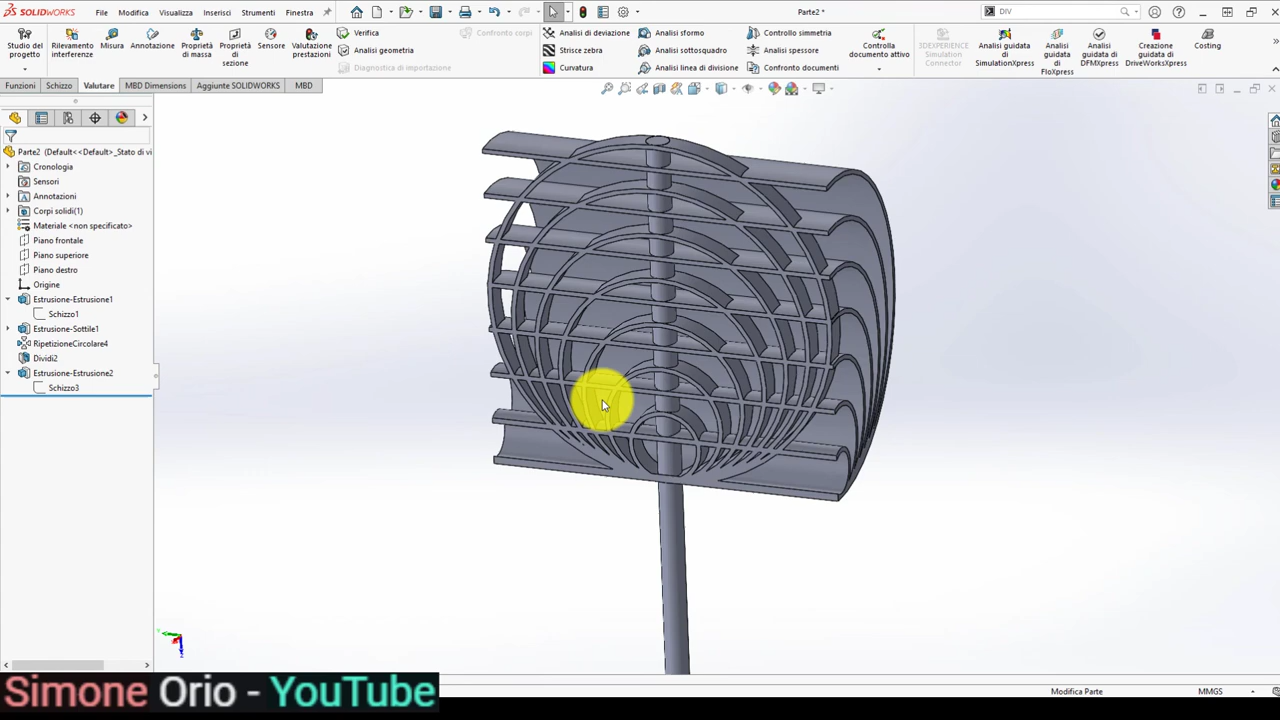 SOLIDWORKS File Modifica Visualizza Inserisci Strumenti Finestra Parte2 * DIV
Studio del progetto
Rilevamento interferenze
Misura
Annotazione
Proprietà di massa
Proprietà di sezione
Sensore
Valutazione prestazioni
Verifica
Analisi geometria
Diagnostica di importazione
Confronto corpi
Analisi di deviazione
Strisce zebra
Curvatura
Analisi sformo
Analisi sottosquadro
Analisi linea di divisione
Controllo simmetria
Analisi spessore
Confronto documenti
Controlla documento attivo
3DEXPERIENCE Simulation Connector
Analisi guidata di SimulationXpress
Analisi guidata di FloXpress
Analisi guidata di DFMXpress
Creazione guidata di DriveWorksXpress
Costing
Funzioni Schizzo Valutare MBD Dimensions Aggiunte SOLIDWORKS MBD
Parte2 (Default<<Default>_Stato di vi
Cronologia
Sensori
Annotazioni
Corpi solidi(1)
Materiale <non specificato>
Piano frontale
Piano superiore
Piano destro
Origine
Estrusione-Estrusione1
Schizzo1
Estrusione-Sottile1
RipetizioneCircolare4
Dividi2
Estrusione-Estrusione2
Schizzo3
Simone Orio - YouTube
Modifica Parte MMGS